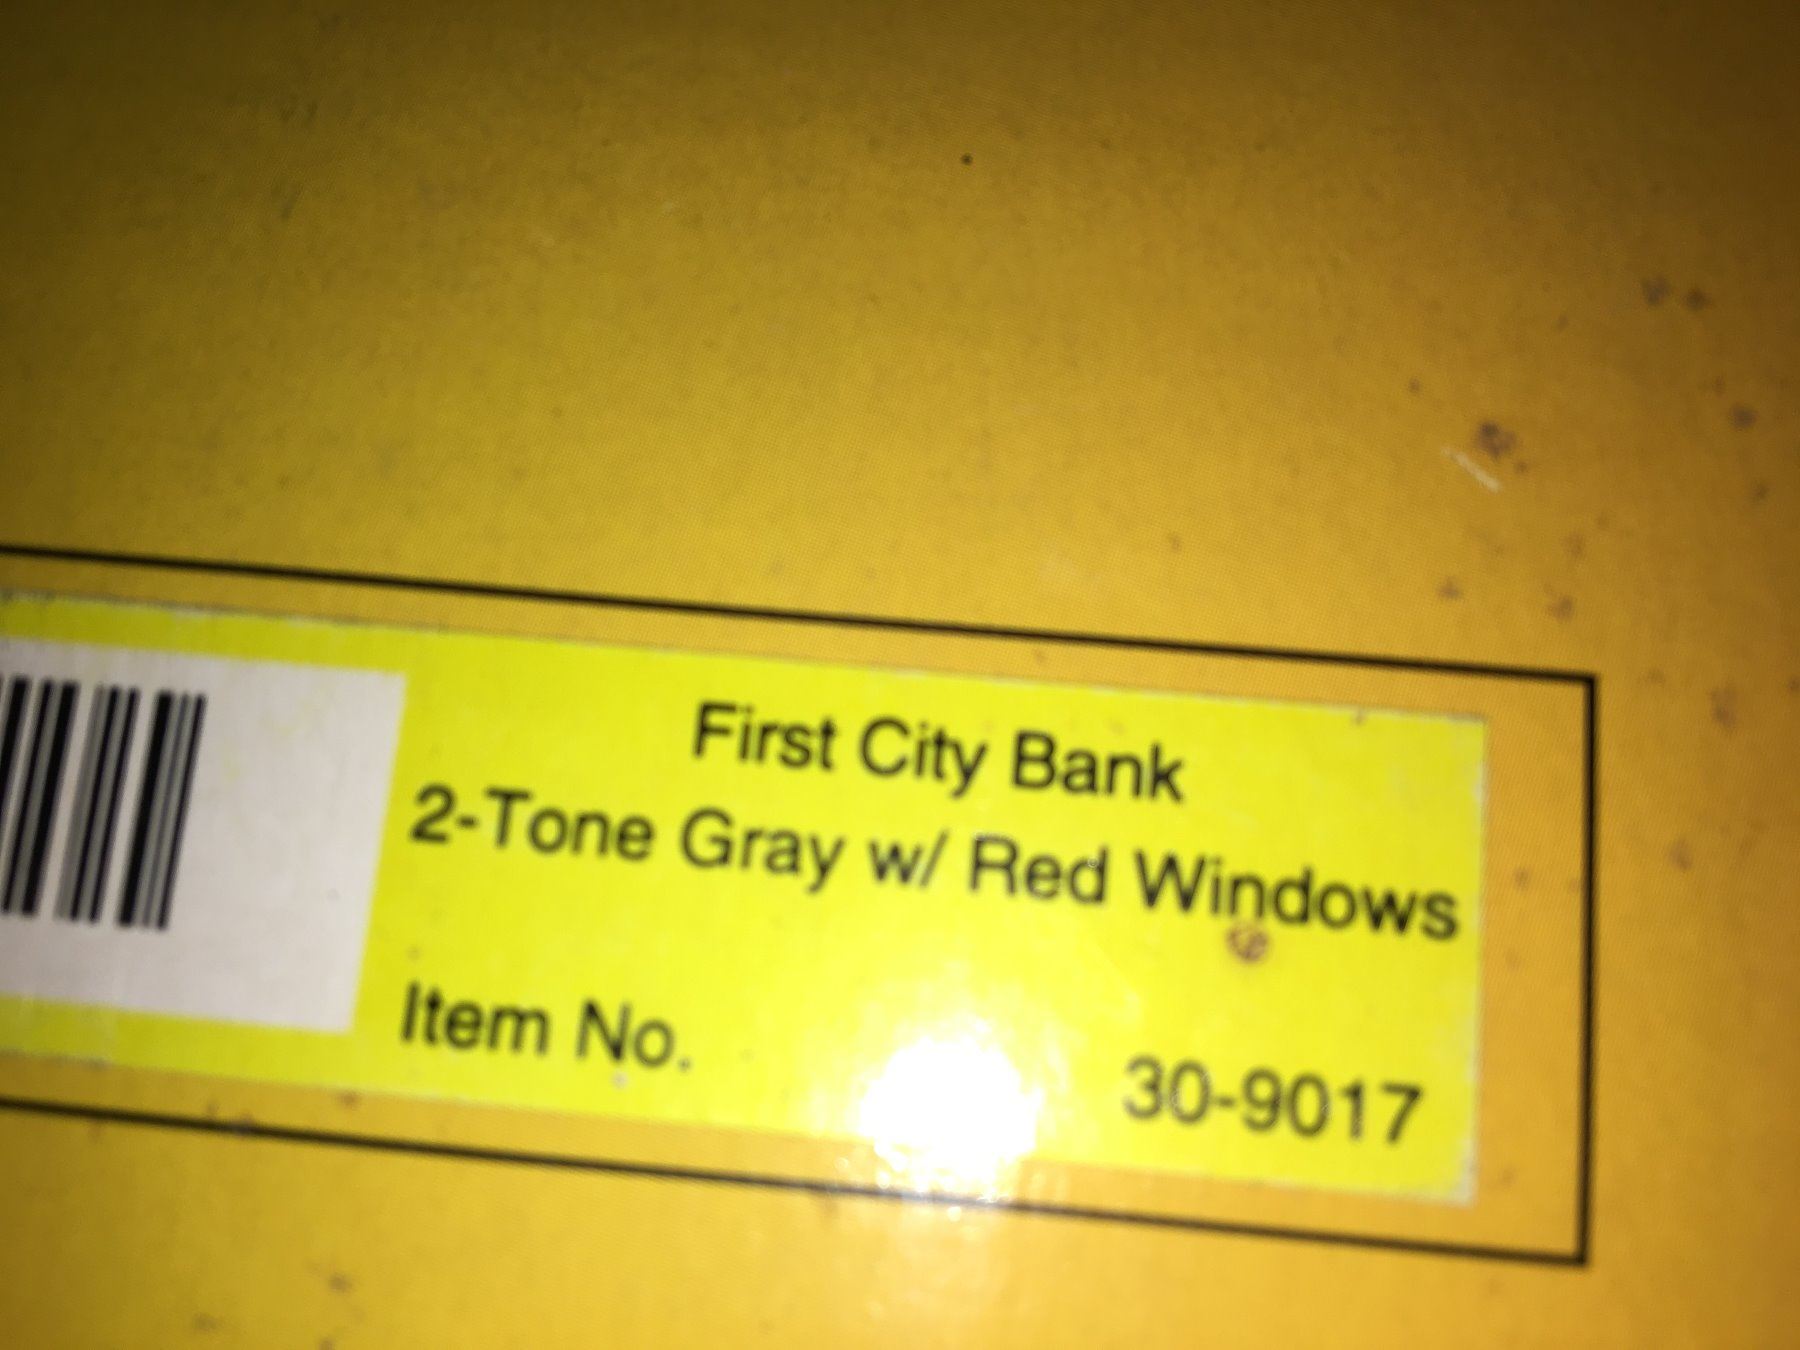 First City Bank
2-Tone Gray w/ Red Windows
Item No. 30-9017